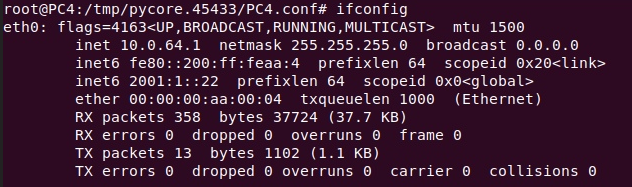 root@PC4:/tmp/pycore.45433/PC4.conf# ifconfig
eth0: flags=4163<UP,BROADCAST,RUNNING,MULTICAST>  mtu 1500
        inet 10.0.64.1  netmask 255.255.255.0  broadcast 0.0.0.0
        inet6 fe80::200:ff:feaa:4  prefixlen 64  scopeid 0x20<link>
        inet6 2001:1::22  prefixlen 64  scopeid 0x0<global>
        ether 00:00:00:aa:00:04  txqueuelen 1000  (Ethernet)
        RX packets 358  bytes 37724 (37.7 KB)
        RX errors 0  dropped 0  overruns 0  frame 0
        TX packets 13  bytes 1102 (1.1 KB)
        TX errors 0  dropped 0 overruns 0  carrier 0  collisions 0